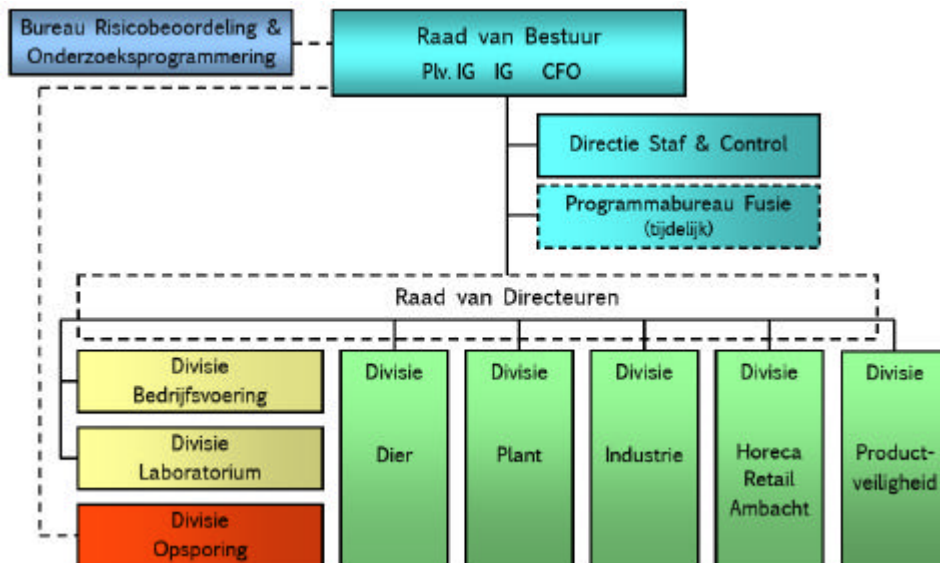 Bureau Risicobeoordeling &
Onderzoeksprogrammering
Raad van Bestuur
Plv. IG IG CFO
Directie Staf & Control
Programmabureau Fusie
(tijdelijk)
Raad van Directeuren
Divisie
Bedrijfsvoering
Divisie
Laboratorium
Divisie
Opsporing
Divisie
Dier
Divisie
Plant
Divisie
Industrie
Divisie
Horeca
Retail
Ambacht
Divisie
Product-
veiligheid